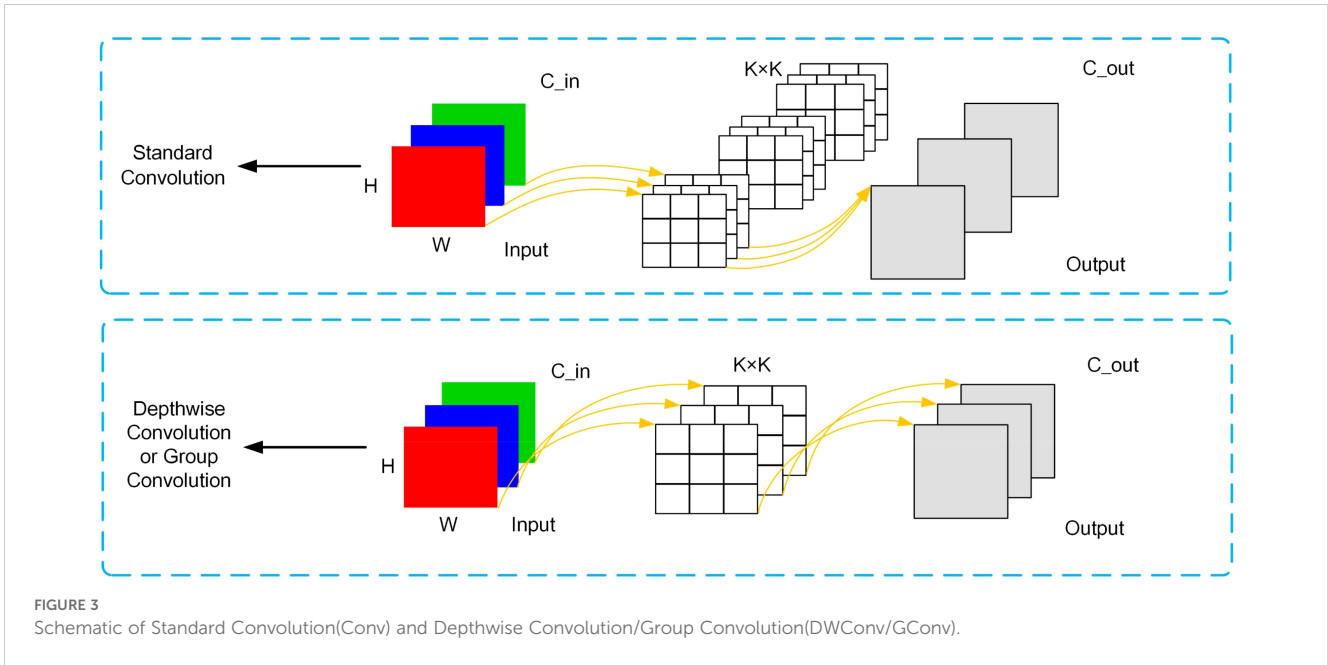 C_in
K×K
C_out
Standard
Convolution
H
W
Input
Output
C_in
K×K
C_out
Depthwise
Convolution
or Group
Convolution
H
W
Input
Output
FIGURE 3
Schematic of Standard Convolution(Conv) and Depthwise Convolution/Group Convolution(DWConv/GConv).